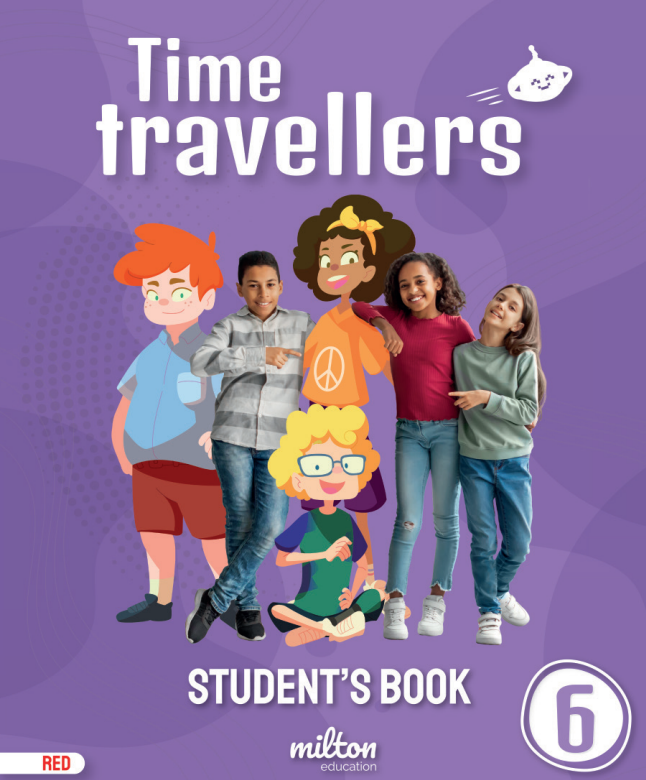 Time
travellers
STUDENT'S BOOK
6
milton
education
RED